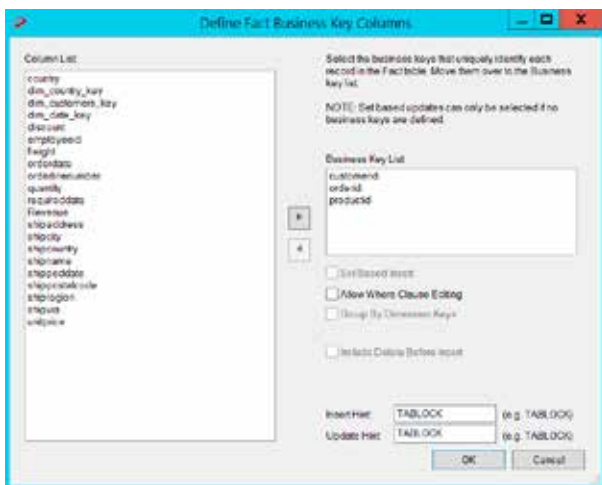 Define Fact Business Key Columns
Column List
country
dim_country_key
dim_customers_key
dim_date_key
discount
employeeid
freight
orderdate
orderlinenumber
quantity
requireddate
Revenue
shipaddress
shipcity
shipcountry
shipname
shippeddate
shippostalcode
shipregion
shipvia
unitprice
Select the business keys that uniquely identify each
record in the Fact table. Move them over to the Business
key list.
NOTE: Set based updates can only be selected if no
business keys are defined.
Business Key List
customerid
orderid
productid
Set Based Insert
Allow Where Clause Editing
Group By Dimension Keys
Include Delete Before Insert
Insert Hint: TABLOCK (e.g. TABLOCK)
Update Hint: TABLOCK (e.g. TABLOCK)
OK Cancel